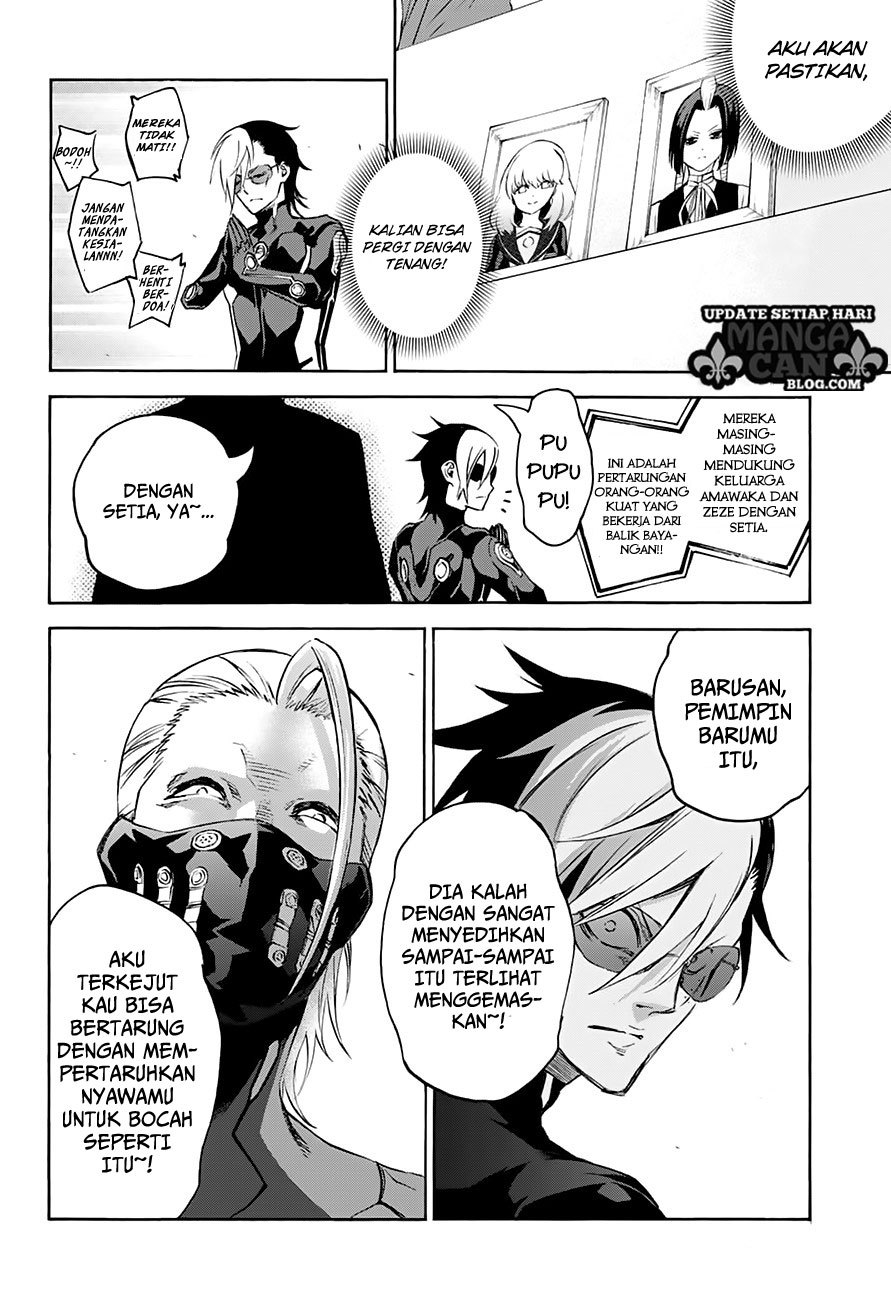 AKU AKAN
PASTIKAN,
KALIAN BISA
PERGI DENGAN
TENANG!
MEREKA
TIDAK
MATI!!
BODOH
~!!
JANGAN
MENDA-
TANGKAN
KESIA-
LANNN!
BER-
HENTI
BER-
DOA!
UPDATE SETIAP HARI
MANGA
CAN
BLOG.COM
MEREKA
MASING-
MASING
MENDUKUNG
KELUARGA
AMAWAKA DAN
ZEZE DENGAN
SETIA.
INI ADALAH
PERTARUNGAN
ORANG-ORANG
KUAT YANG
BEKERJA DARI
BALIK BAYA-
NGAN!!
PU
PUPU
PU!
DENGAN
SETIA, YA~...
BARUSAN,
PEMIMPIN
BARUMU
ITU,
DIA KALAH
DENGAN SANGAT
MENYEDIHKAN
SAMPAI-SAMPAI
ITU TERLIHAT
MENGGEMAS-
KAN~!
AKU
TERKEJUT
KAU BISA
BERTARUNG
DENGAN MEM-
PERTARUHKAN
NYAWAMU
UNTUK BOCAH
SEPERTI
ITU~!